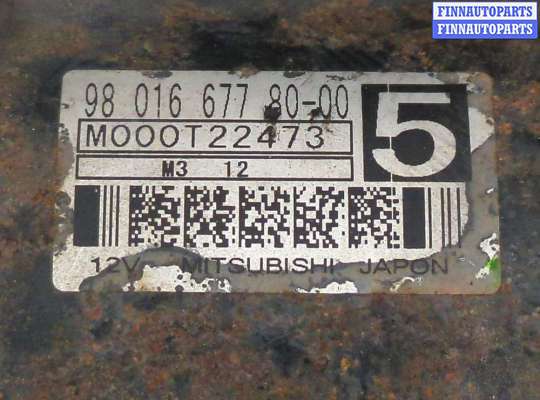 FINNAUTOPARTS
FINNAUTOPARTS
98 016 677 80-00
M000T22473
5
M3 12
12V MITSUBISHI JAPON